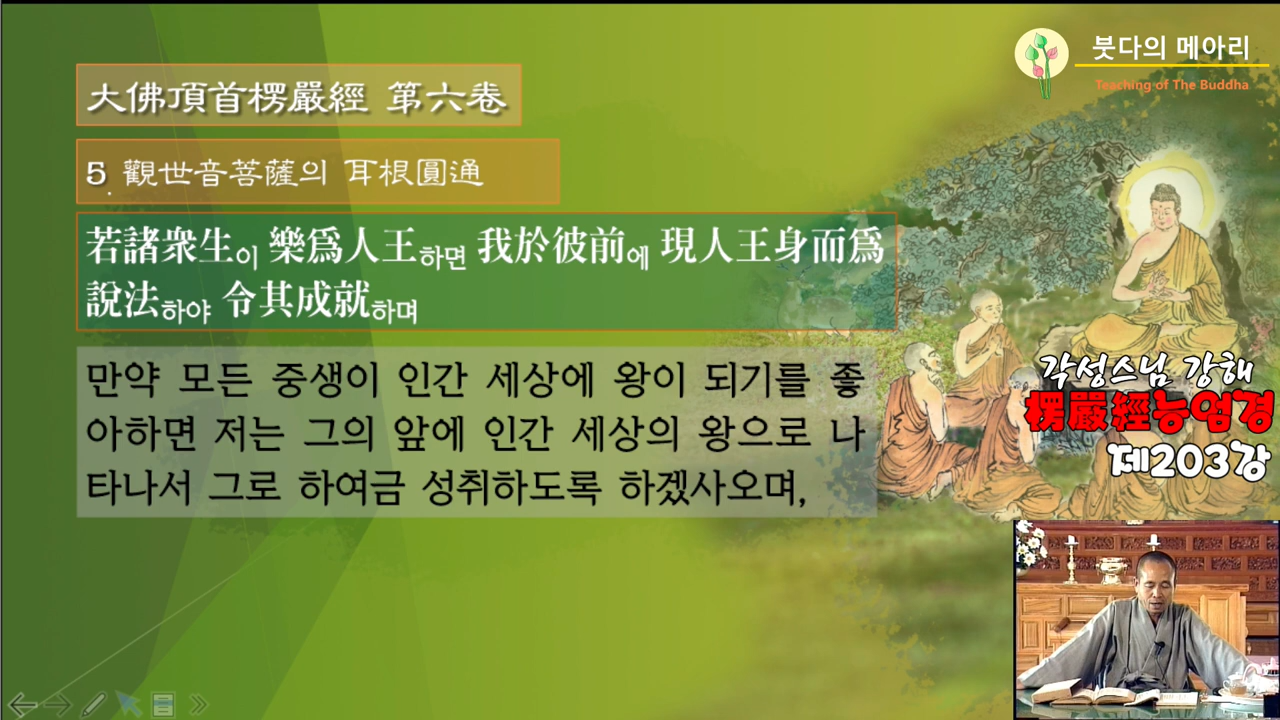 붓다의 메아리
Teaching of The Buddha
大佛頂首楞嚴經 第六卷
5. 觀世音菩薩의 耳根圓通
若諸衆生이 樂爲人王하면 我於彼前에 現人王身而爲
說法하야 令其成就하며
만약 모든 중생이 인간 세상에 왕이 되기를 좋
아하면 저는 그의 앞에 인간 세상의 왕으로 나
타나서 그로 하여금 성취하도록 하겠사오며,
각성스님 강해
楞嚴經능엄경
제203강